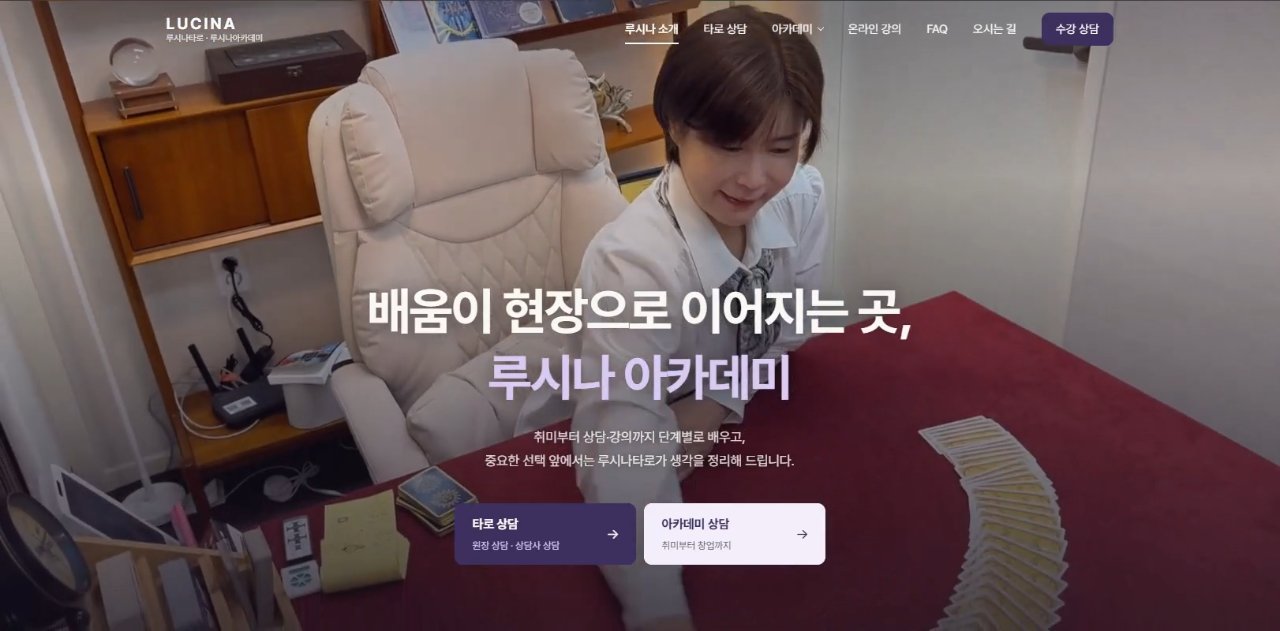 LUCINA
루시나타로 · 루시나아카데미
루시나 소개
타로 상담
아카데미
온라인 강의
FAQ
오시는 길
수강 상담
배움이 현장으로 이어지는 곳,
루시나 아카데미
취미부터 상담·강의까지 단계별로 배우고,
중요한 선택 앞에서는 루시나타로가 생각을 정리해 드립니다.
타로 상담
원장 상담 · 상담사 상담
아카데미 상담
취미부터 창업까지